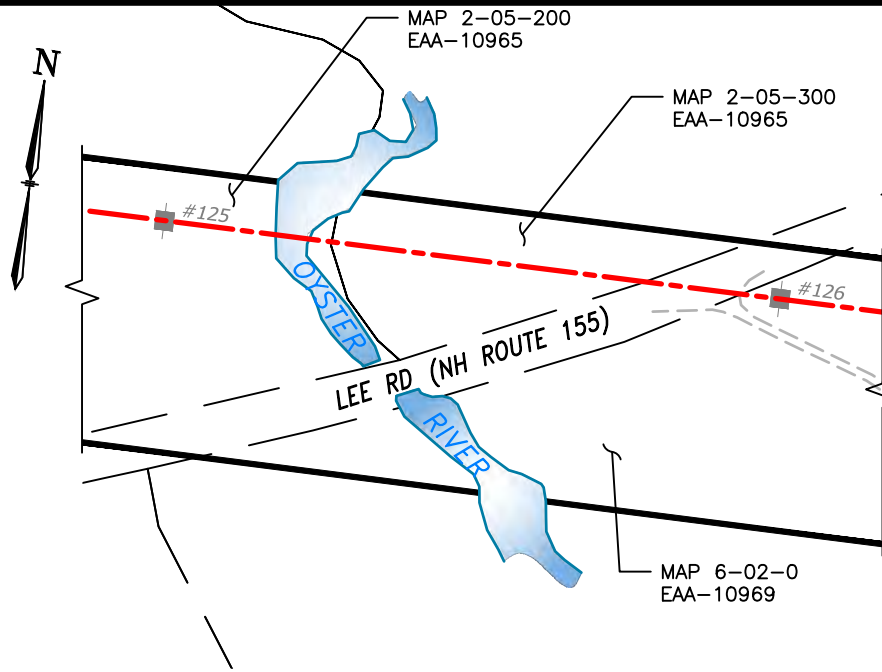 MAP 2-05-200
EAA-10965
N
MAP 2-05-300
EAA-10965
#125
OYSTER
#126
LEE RD (NH ROUTE 155)
RIVER
MAP 6-02-0
EAA-10969